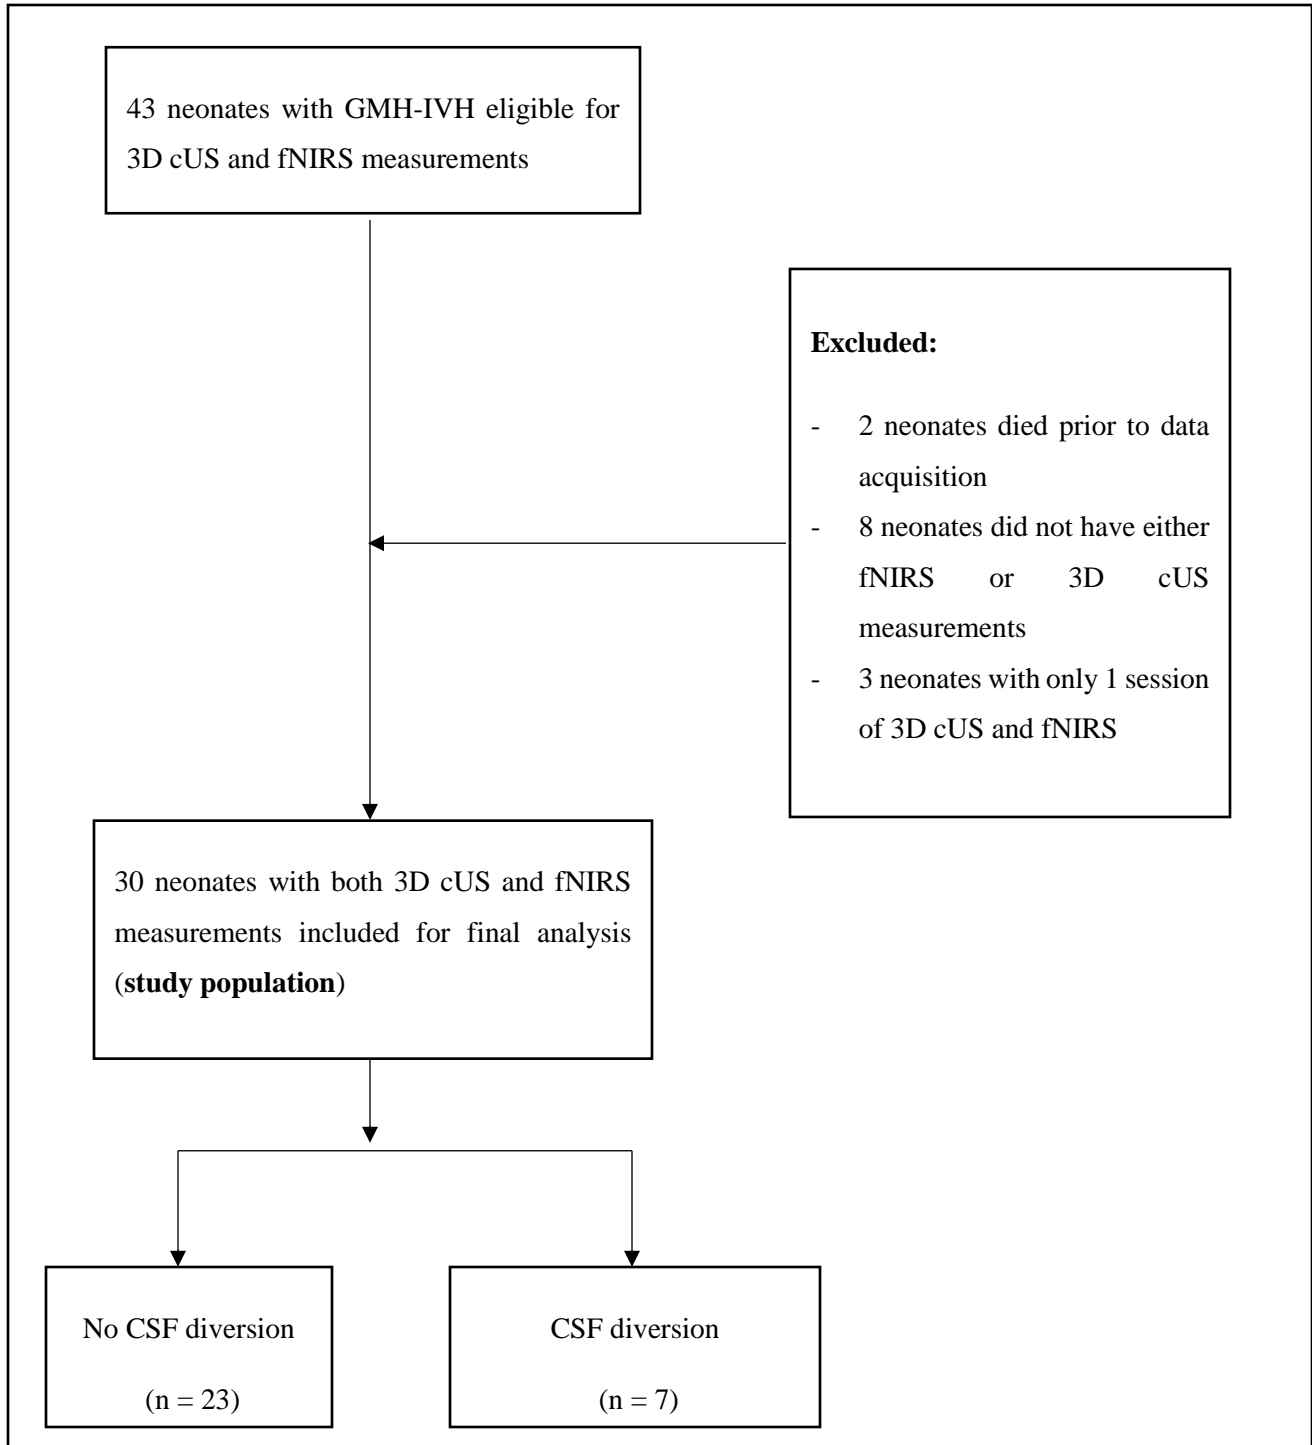 43 neonates with GMH-IVH eligible for
3D cUS and fNIRS measurements
Excluded:
- 2 neonates died prior to data
acquisition
- 8 neonates did not have either
fNIRS or 3D cUS
measurements
- 3 neonates with only 1 session
of 3D cUS and fNIRS
30 neonates with both 3D cUS and fNIRS
measurements included for final analysis
(study population)
No CSF diversion
(n = 23)
CSF diversion
(n = 7)